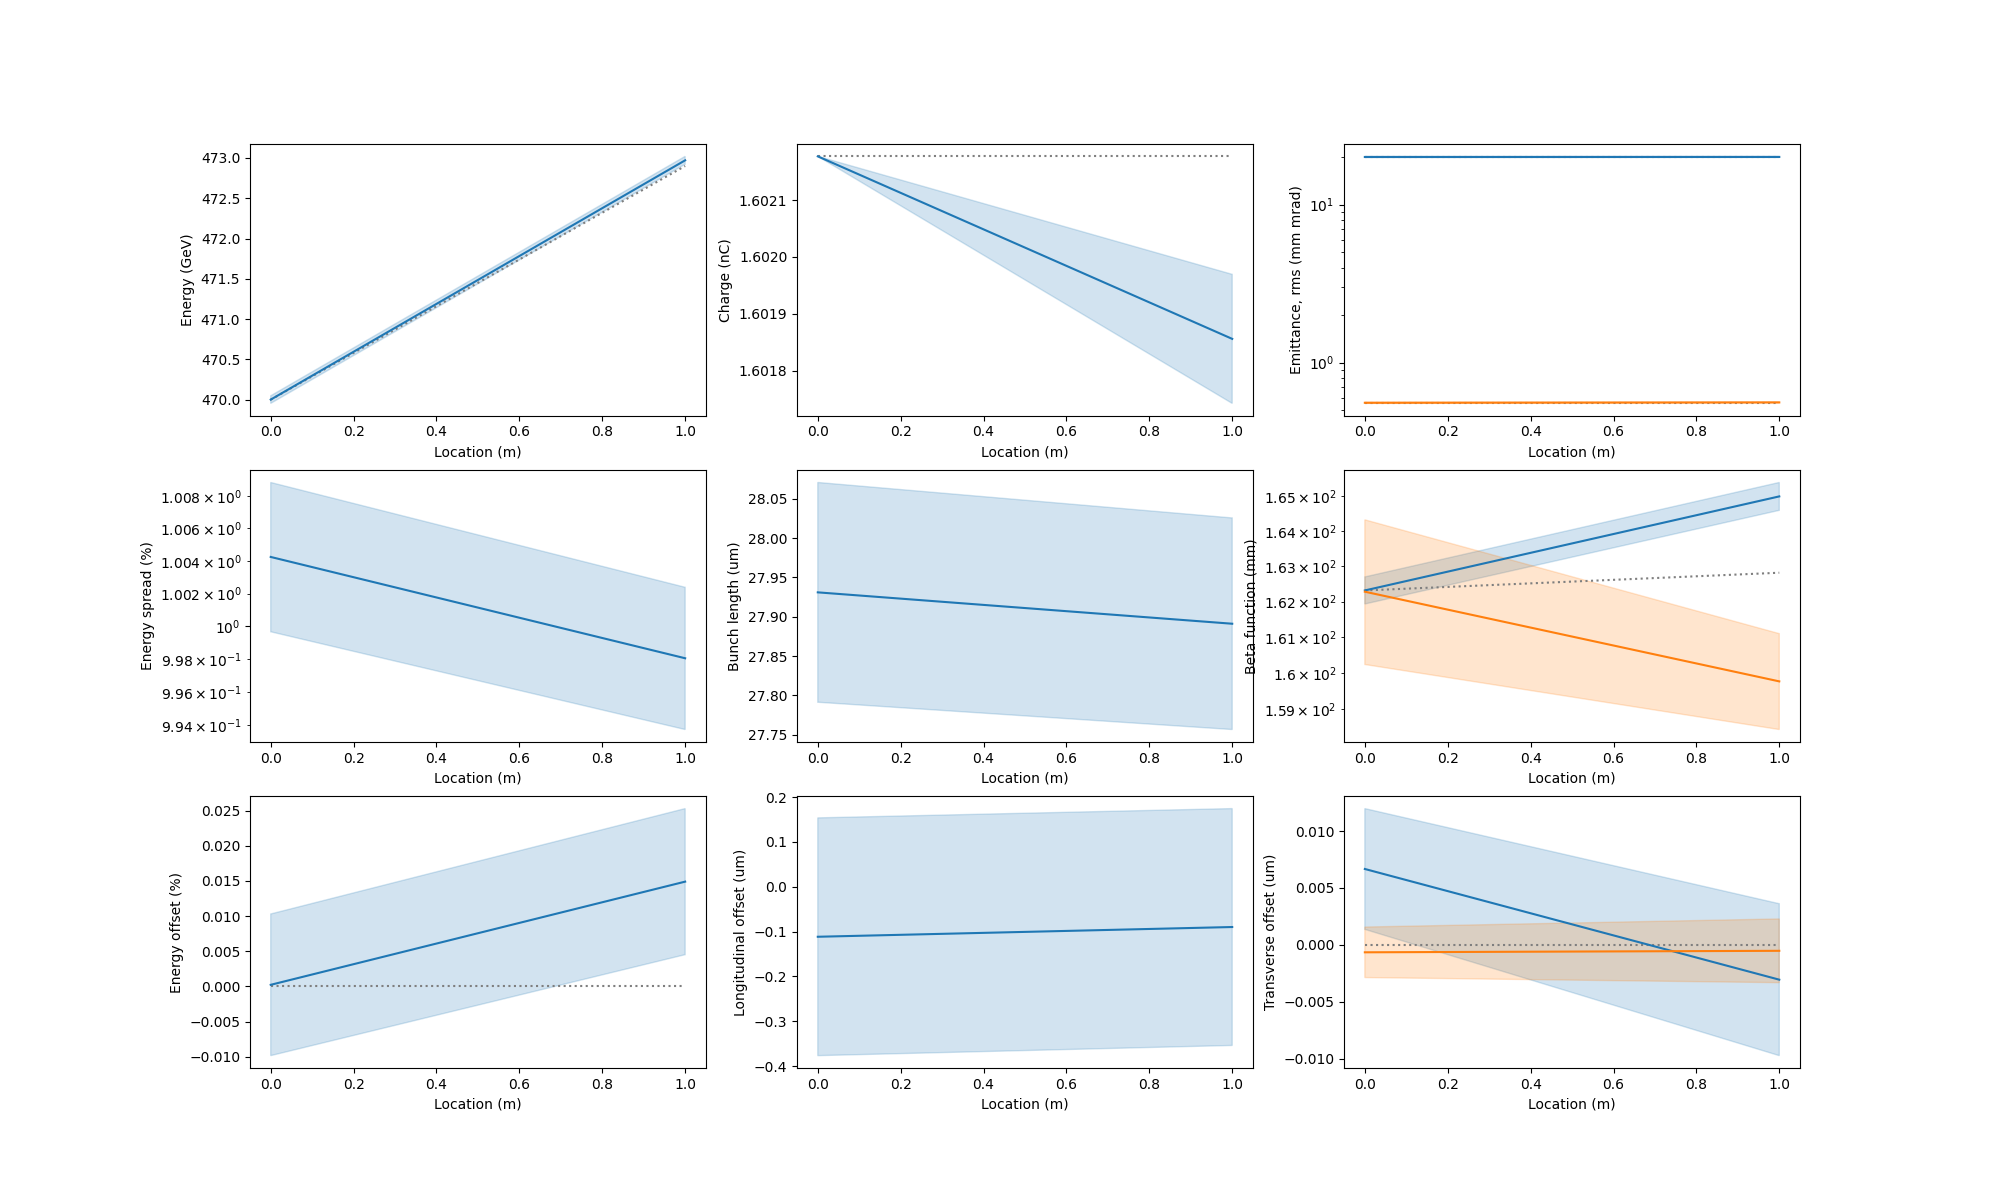 Energy (GeV)
473.0
472.5
472.0
471.5
471.0
470.5
470.0
0.0 0.2 0.4 0.6 0.8 1.0
Location (m)
Charge (nC)
1.6021
1.6020
1.6019
1.6018
0.0 0.2 0.4 0.6 0.8 1.0
Location (m)
Emittance, rms (mm mrad)
10¹
10⁰
0.0 0.2 0.4 0.6 0.8 1.0
Location (m)
Energy spread (%)
1.008 × 10⁰
1.006 × 10⁰
1.004 × 10⁰
1.002 × 10⁰
10⁰
9.98 × 10⁻¹
9.96 × 10⁻¹
9.94 × 10⁻¹
0.0 0.2 0.4 0.6 0.8 1.0
Location (m)
Bunch length (um)
28.05
28.00
27.95
27.90
27.85
27.80
27.75
0.0 0.2 0.4 0.6 0.8 1.0
Location (m)
Beta function (mm)
1.65 × 10²
1.64 × 10²
1.63 × 10²
1.62 × 10²
1.61 × 10²
1.6 × 10²
1.59 × 10²
0.0 0.2 0.4 0.6 0.8 1.0
Location (m)
Energy offset (%)
0.025
0.020
0.015
0.010
0.005
0.000
−0.005
−0.010
0.0 0.2 0.4 0.6 0.8 1.0
Location (m)
Longitudinal offset (um)
0.2
0.1
0.0
−0.1
−0.2
−0.3
−0.4
0.0 0.2 0.4 0.6 0.8 1.0
Location (m)
Transverse offset (um)
0.010
0.005
0.000
−0.005
−0.010
0.0 0.2 0.4 0.6 0.8 1.0
Location (m)